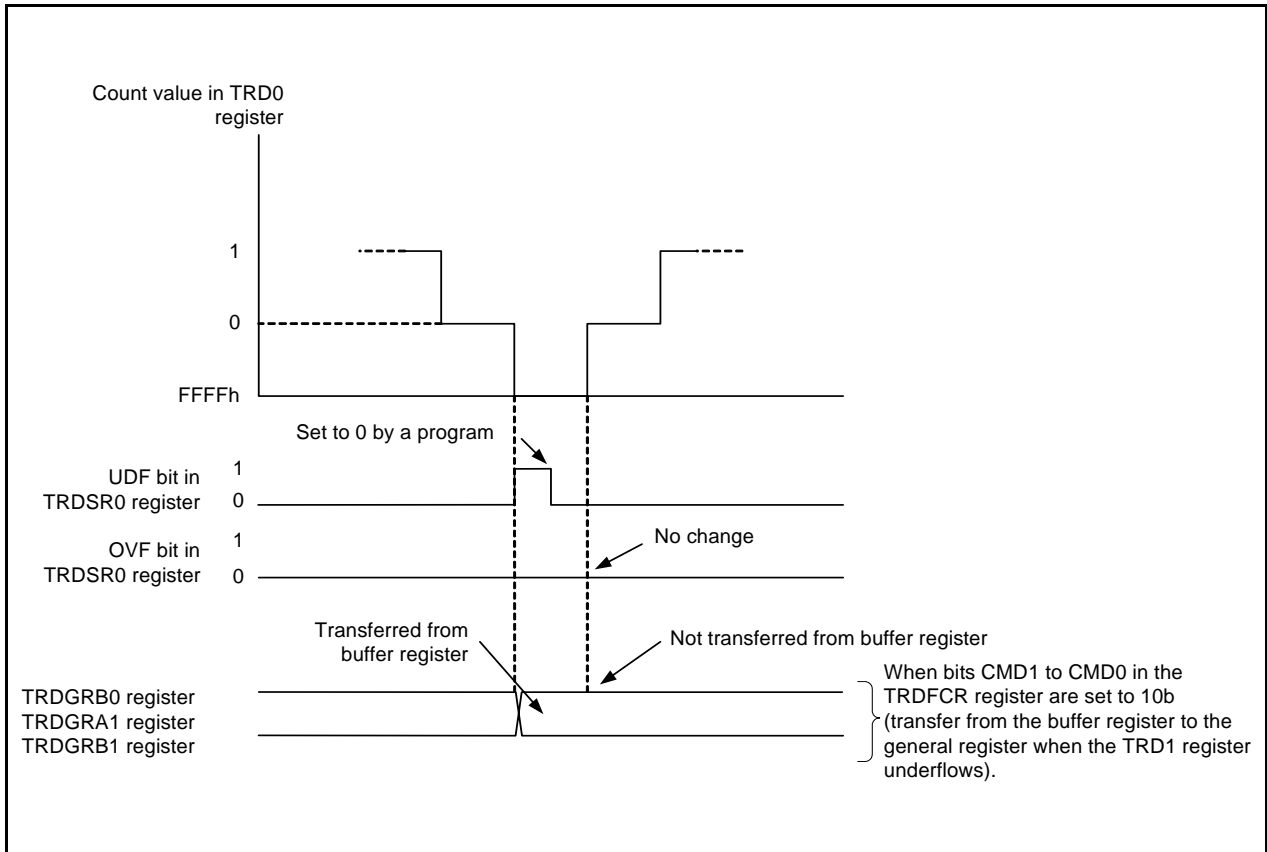 Count value in TRD0
register
1
0
FFFFh
Set to 0 by a program
UDF bit in
TRDSR0 register
1
0
No change
OVF bit in
TRDSR0 register
1
0
Transferred from
buffer register
Not transferred from buffer register
TRDGRB0 register
TRDGRA1 register
TRDGRB1 register
When bits CMD1 to CMD0 in the
TRDFCR register are set to 10b
(transfer from the buffer register to the
general register when the TRD1 register
underflows).